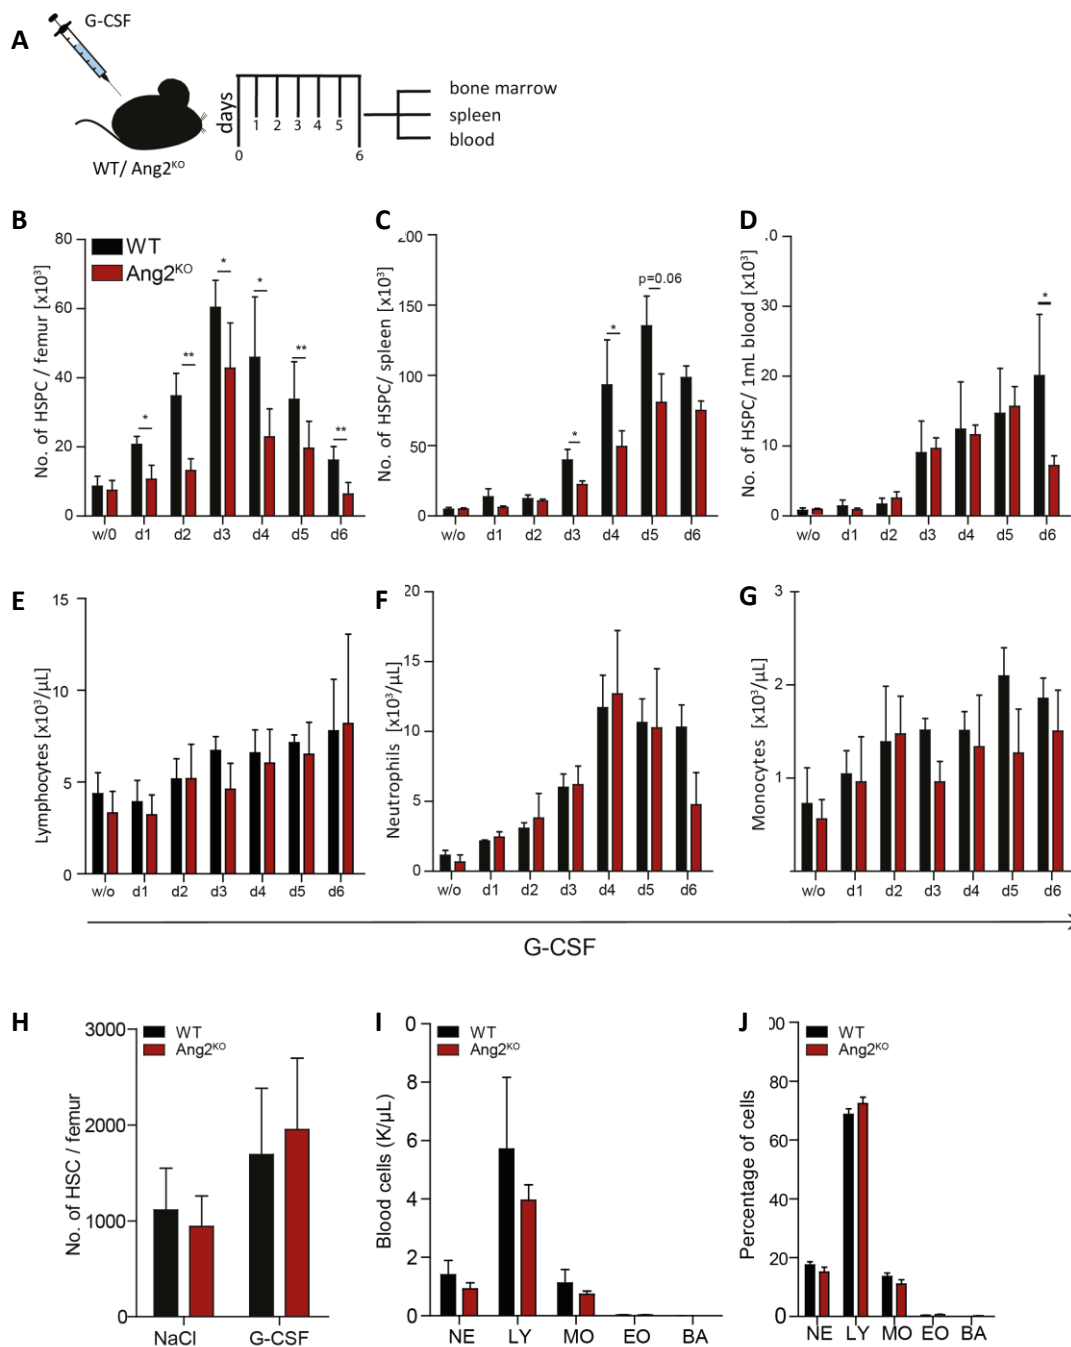 A
G-CSF
WT/ Ang2KO
days
0
1 2 3 4 5
6
bone marrow
spleen
blood
B
No. of HSPC / femur [x10³]
80
60
40
20
0
WT
Ang2KO
*
**
*
*
**
**
w/0 d1 d2 d3 d4 d5 d6
C
No. of HSPC/ spleen [x10³]
200
150
100
50
0
*
*
p=0.06
w/o d1 d2 d3 d4 d5 d6
D
No. of HSPC/ 1mL blood [x10³]
.0
30
20
10
0
*
w/o d1 d2 d3 d4 d5 d6
E
Lymphocytes [x10³/µL]
15
10
5
0
w/o d1 d2 d3 d4 d5 d6
F
Neutrophils [x10³/µL]
20
15
10
5
0
w/o d1 d2 d3 d4 d5 d6
G
Monocytes [x10³/µL]
3
2
1
w/o d1 d2 d3 d4 d5 d6
G-CSF
H
No. of HSC / femur
3000
2000
1000
0
WT
Ang2KO
NaCl G-CSF
I
Blood cells (K/µL)
0
8
6
4
2
0
WT
Ang2KO
NE LY MO EO BA
J
Percentage of cells
00
80
60
40
20
0
WT
Ang2KO
NE LY MO EO BA